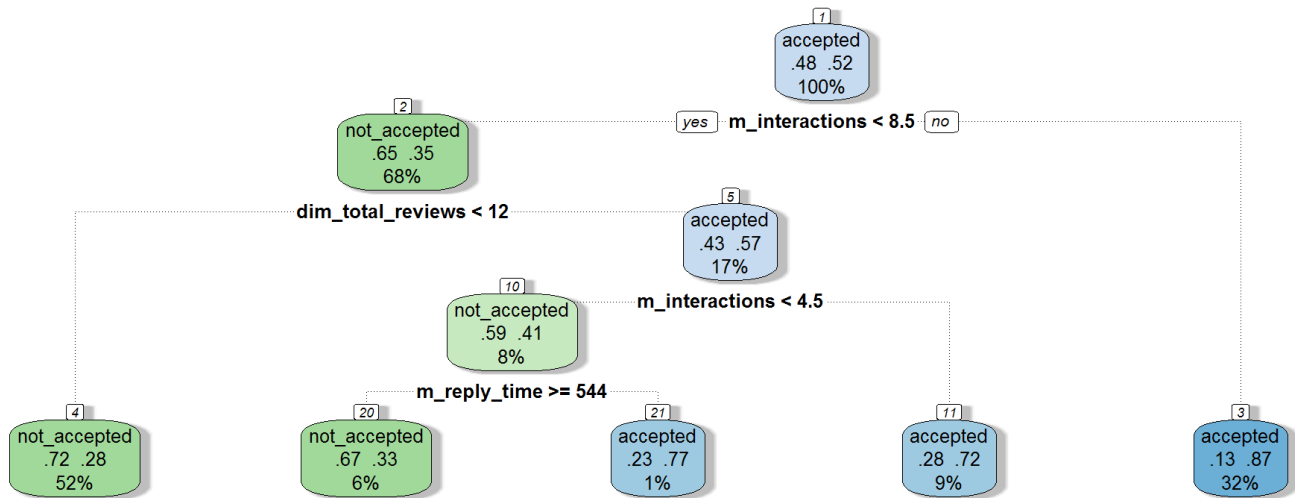 1
accepted
.48 .52
100%
yes m_interactions < 8.5 no
2
not_accepted
.65 .35
68%
dim_total_reviews < 12
5
accepted
.43 .57
17%
m_interactions < 4.5
10
not_accepted
.59 .41
8%
m_reply_time >= 544
4
not_accepted
.72 .28
52%
20
not_accepted
.67 .33
6%
21
accepted
.23 .77
1%
11
accepted
.28 .72
9%
3
accepted
.13 .87
32%